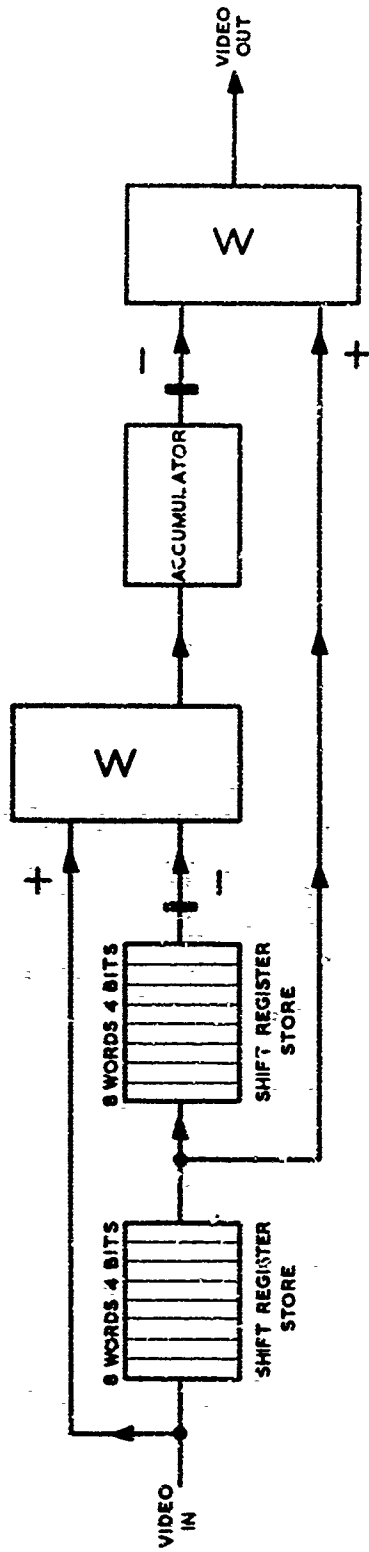 VIDEO
IN
8 WORDS 4 BITS
SHIFT REGISTER
STORE
+
8 WORDS 4 BITS
SHIFT REGISTER
STORE
−
W
ACCUMULATOR
−
+
W
VIDEO
OUT